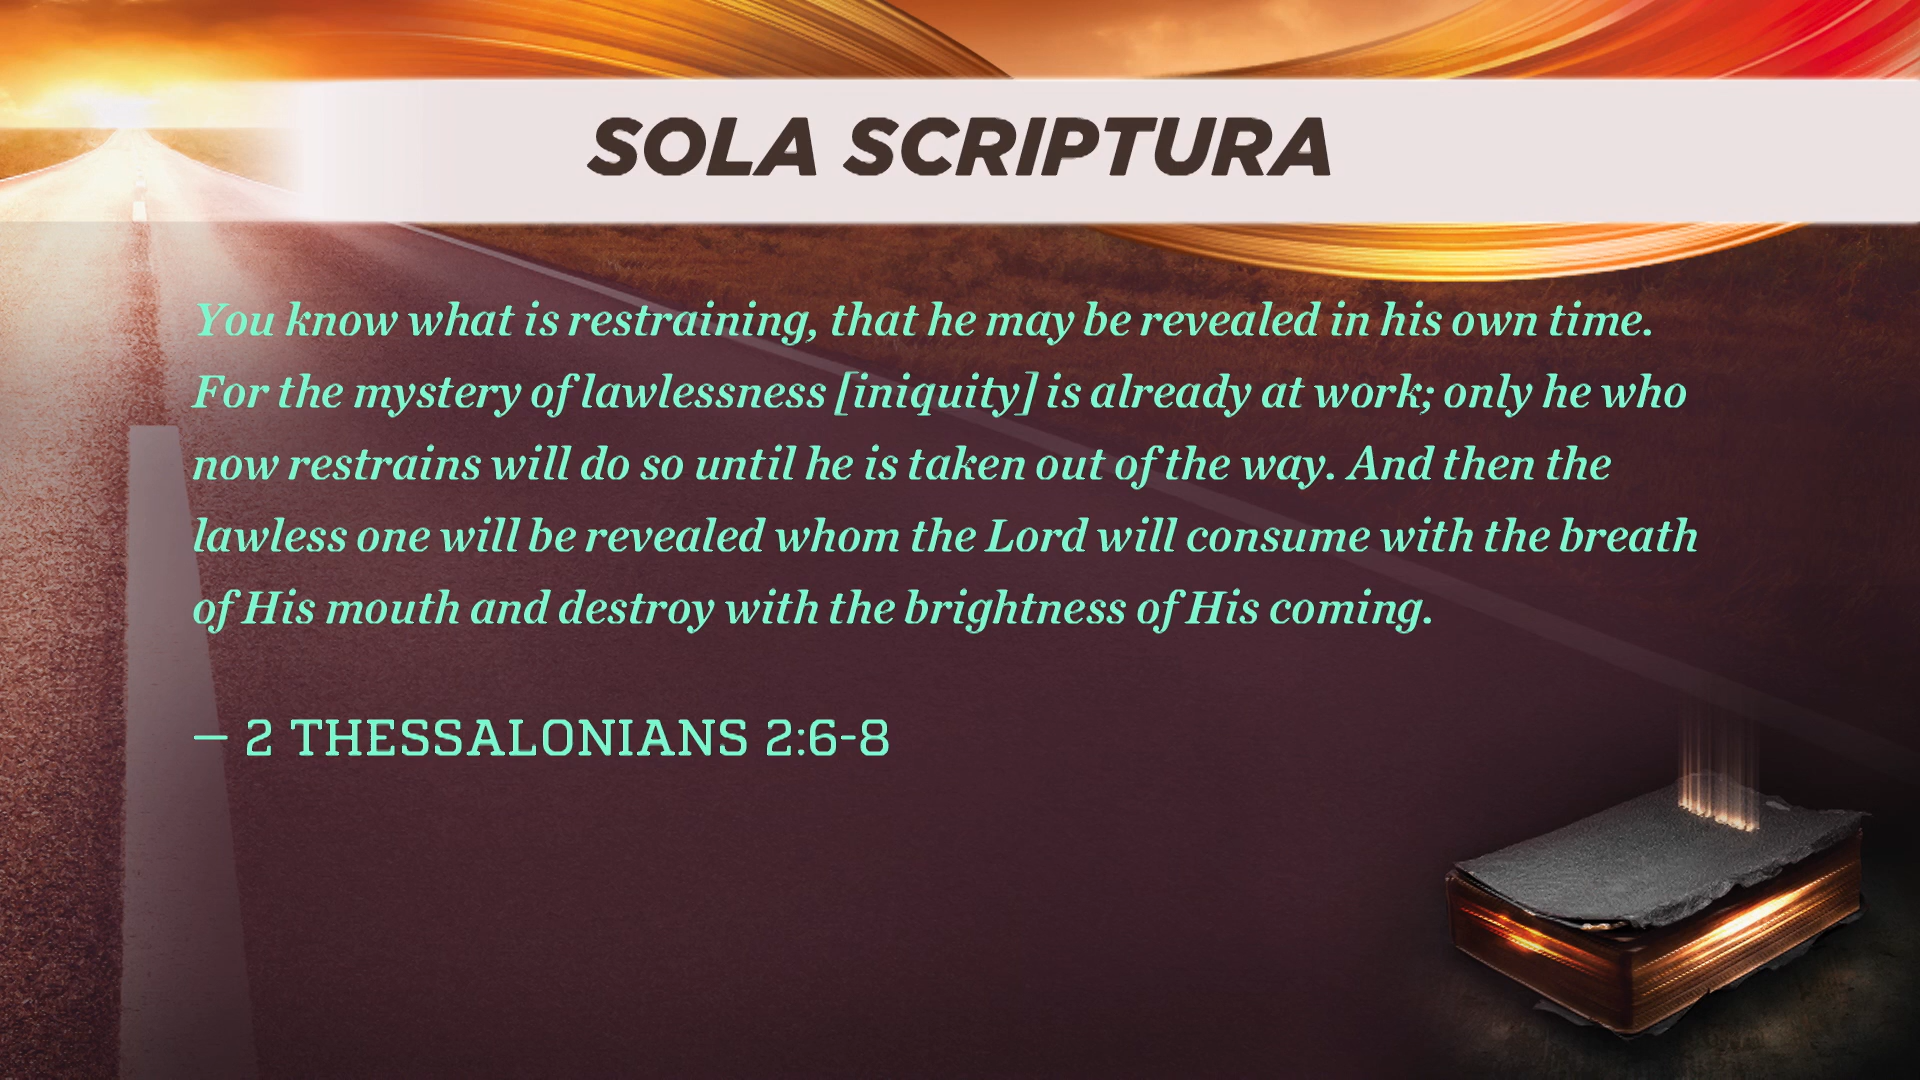 SOLA SCRIPTURA
You know what is restraining, that he may be revealed in his own time.
For the mystery of lawlessness [iniquity] is already at work; only he who
now restrains will do so until he is taken out of the way. And then the
lawless one will be revealed whom the Lord will consume with the breath
of His mouth and destroy with the brightness of His coming.
— 2 THESSALONIANS 2:6-8